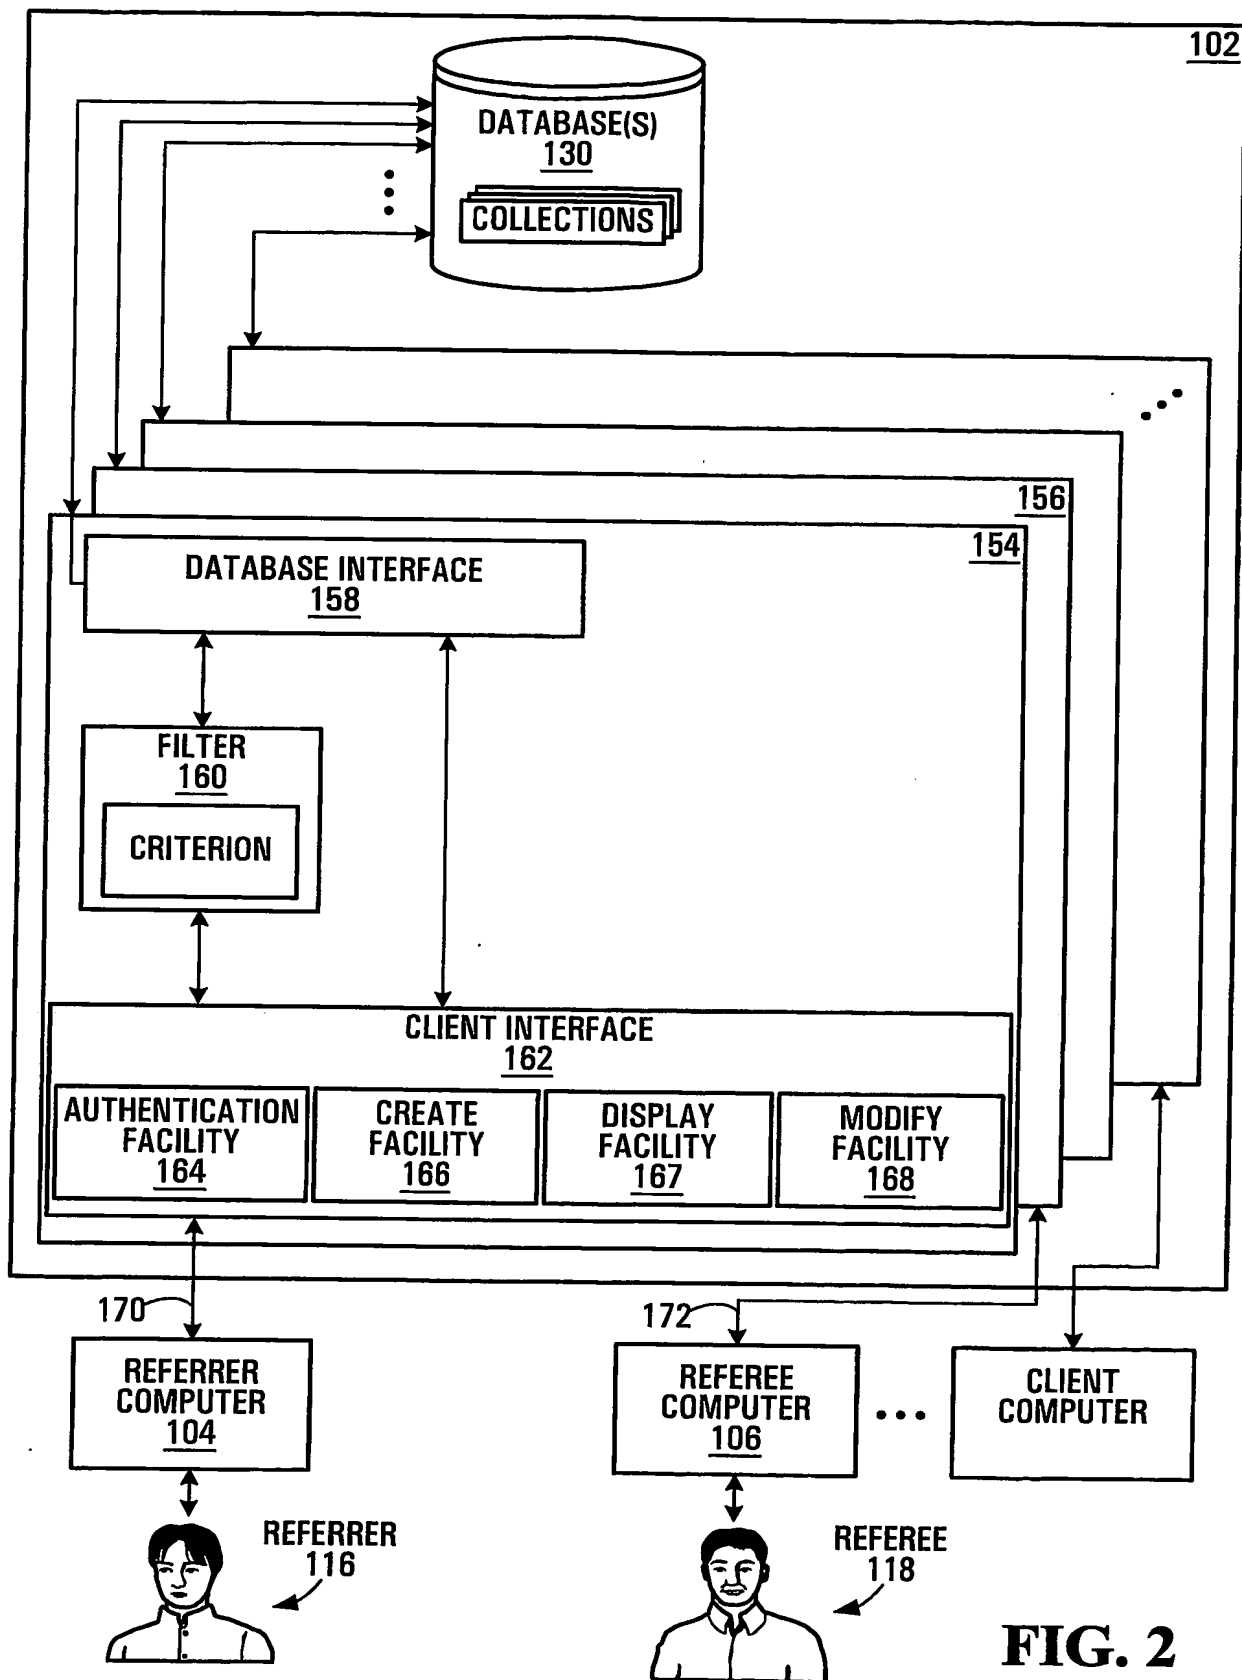 102
DATABASE(S)
130
COLLECTIONS
156
154
DATABASE INTERFACE
158
FILTER
160
CRITERION
CLIENT INTERFACE
162
AUTHENTICATION
FACILITY
164
CREATE
FACILITY
166
DISPLAY
FACILITY
167
MODIFY
FACILITY
168
170
172
REFERRER
COMPUTER
104
REFEREE
COMPUTER
106
CLIENT
COMPUTER
REFERRER
116
REFEREE
118
FIG. 2